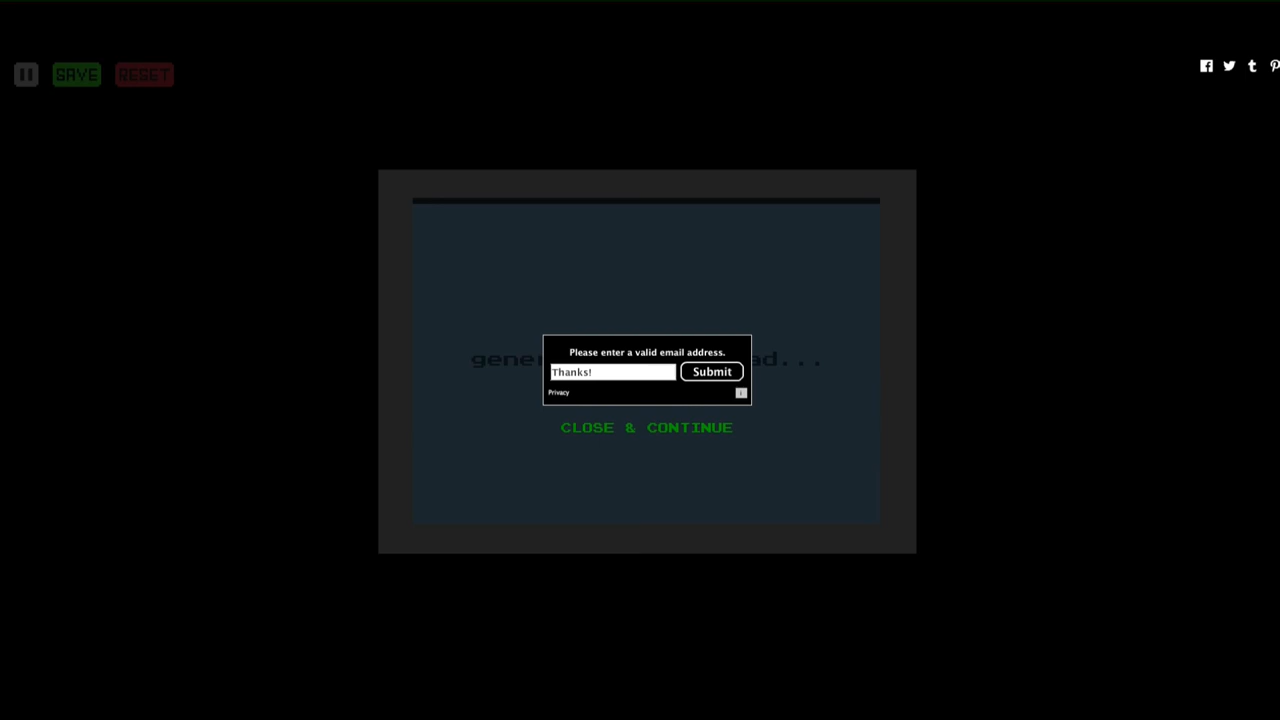 SAVE RESET
Please enter a valid email address.
Thanks! Submit
Privacy
CLOSE & CONTINUE